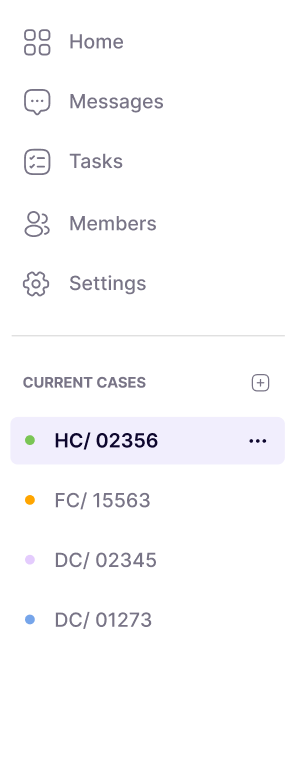 Home
Messages
Tasks
Members
Settings
CURRENT CASES
HC/ 02356
FC/ 15563
DC/ 02345
DC/ 01273